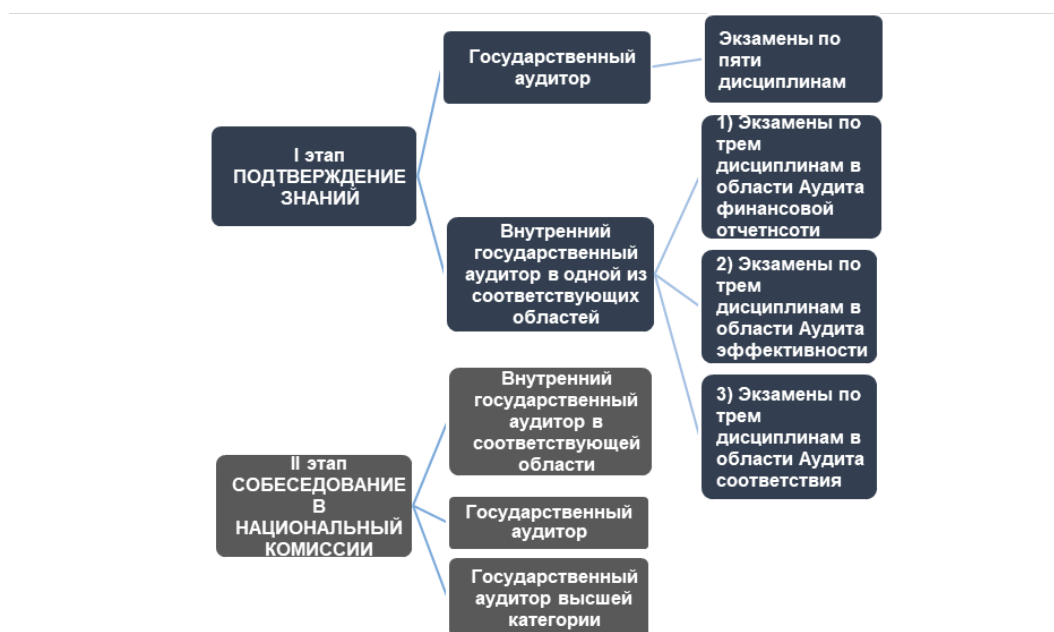 I этап
ПОДТВЕРЖДЕНИЕ
ЗНАНИЙ
Государственный
аудитор
Экзамены по
пяти
дисциплинам
Внутренний
государственный
аудитор в одной из
соответствующих
областей
1) Экзамены по
трем
дисциплинам в
области Аудита
финансовой
отчетнсоти
2) Экзамены по
трем
дисциплинам в
области Аудита
эффективности
3) Экзамены по
трем
дисциплинам в
области Аудита
соответствия
II этап
СОБЕСЕДОВАНИЕ
В
НАЦИОНАЛЬНЫЙ
КОМИССИИ
Внутренний
государственный
аудитор в
соответствующей
области
Государственный
аудитор
Государственный
аудитор высшей
категории